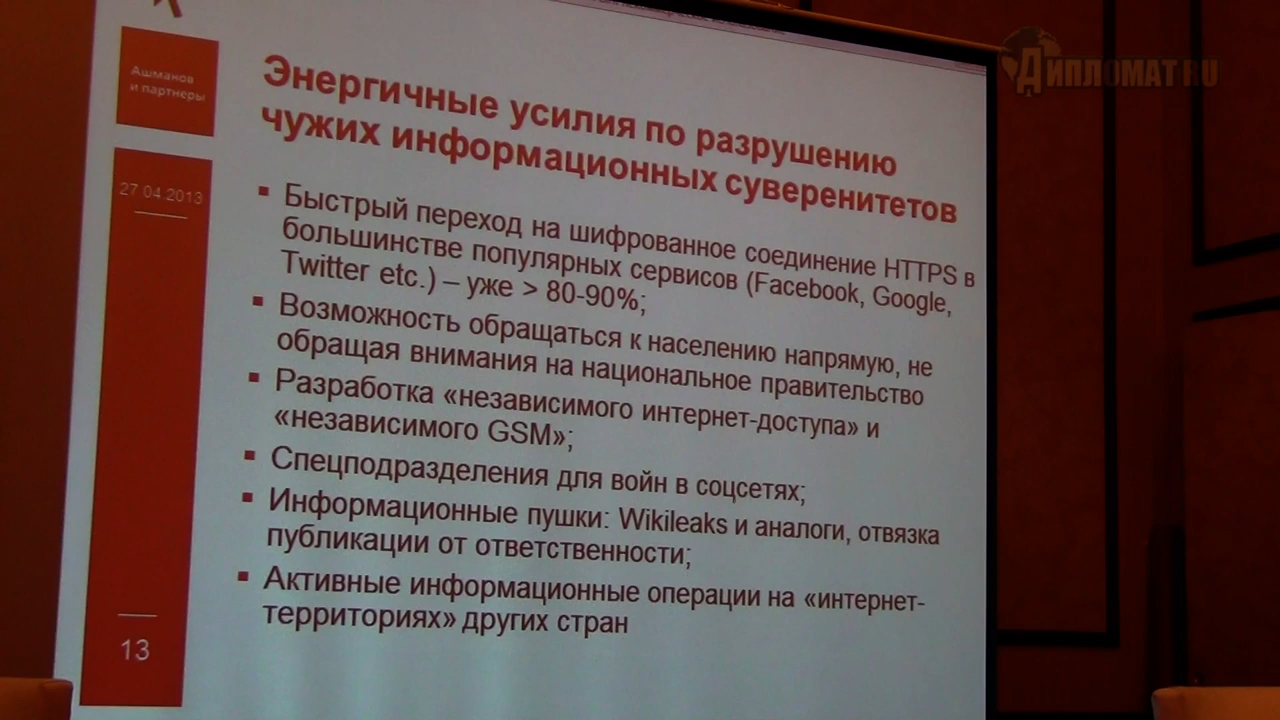 Дипломат.ru
Ашманов
и партнеры
27.04.2013
Энергичные усилия по разрушению
чужих информационных суверенитетов
▪ Быстрый переход на шифрованное соединение HTTPS в
большинстве популярных сервисов (Facebook, Google,
Twitter etc.) – уже > 80-90%;
▪ Возможность обращаться к населению напрямую, не
обращая внимания на национальное правительство
▪ Разработка «независимого интернет-доступа» и
«независимого GSM»;
▪ Спецподразделения для войн в соцсетях;
▪ Информационные пушки: Wikileaks и аналоги, отвязка
публикации от ответственности;
▪ Активные информационные операции на «интернет-
территориях» других стран
13